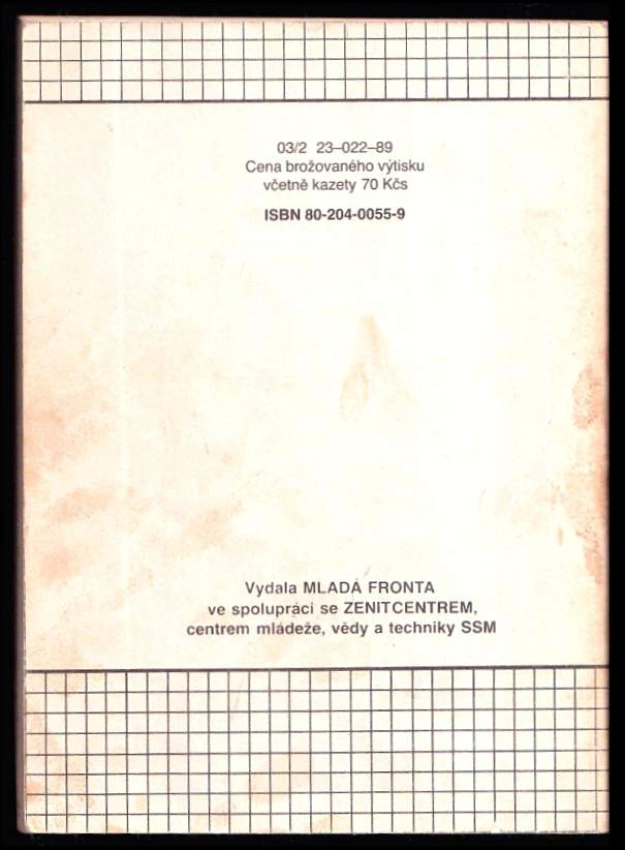 03/2 23–022–89
Cena brožovaného výtisku
včetně kazety 70 Kčs
ISBN 80-204-0055-9
Vydala MLADÁ FRONTA
ve spolupráci se ZENITCENTREM,
centrem mládeže, vědy a techniky SSM